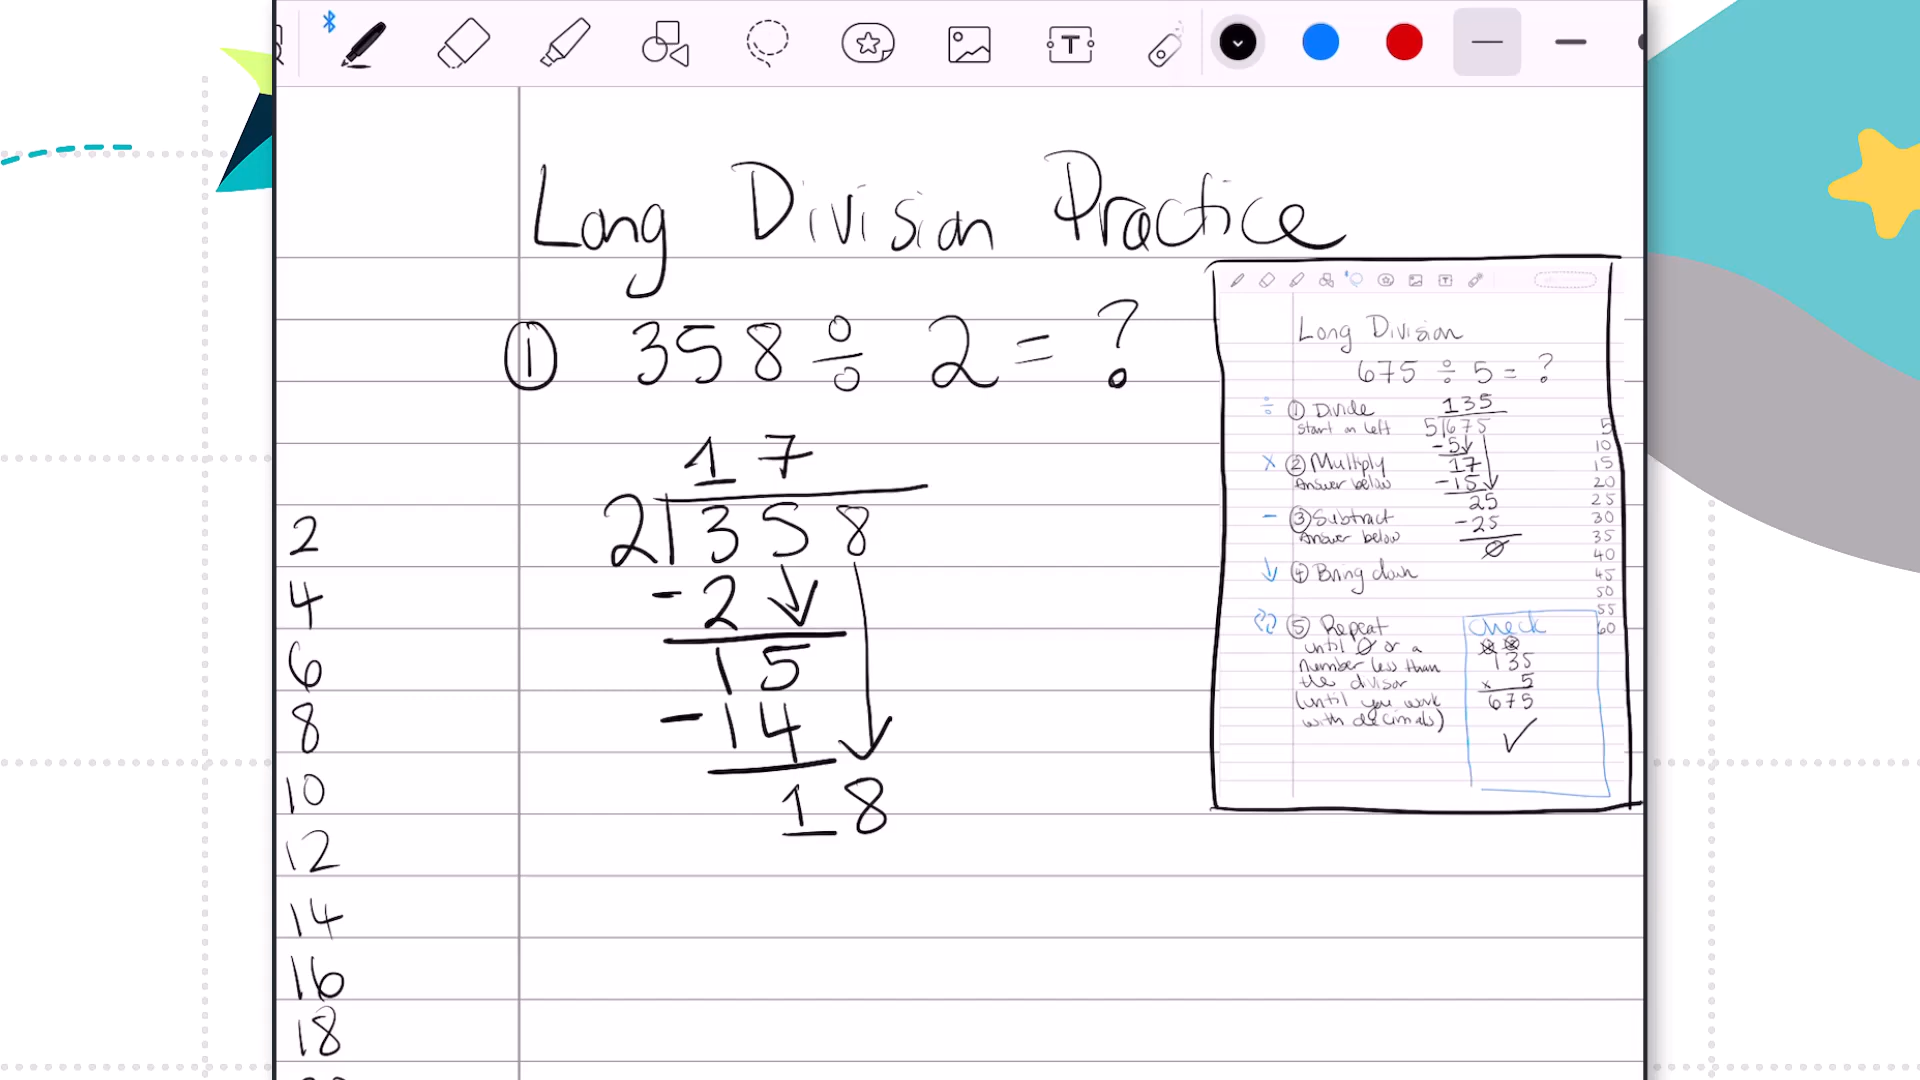 T
Long Division Practice
① 358 ÷ 2 = ?
17
2|358
-2↓
15
-14
18
2
4
6
8
10
12
14
16
18
T
Long Division
675 ÷ 5 = ?
÷ ① Divide
start on left
x ② Multiply
Answer below
- ③ Subtract
Answer below
↓ ④ Bring down
⑤ Repeat
until 0 or a
number less than
the divisor
(until you work
with decimals)
135
5|675
-5↓
17
-15
25
-25
0
5
10
15
20
25
30
35
40
45
50
55
60
Check
135
x 5
675
✓